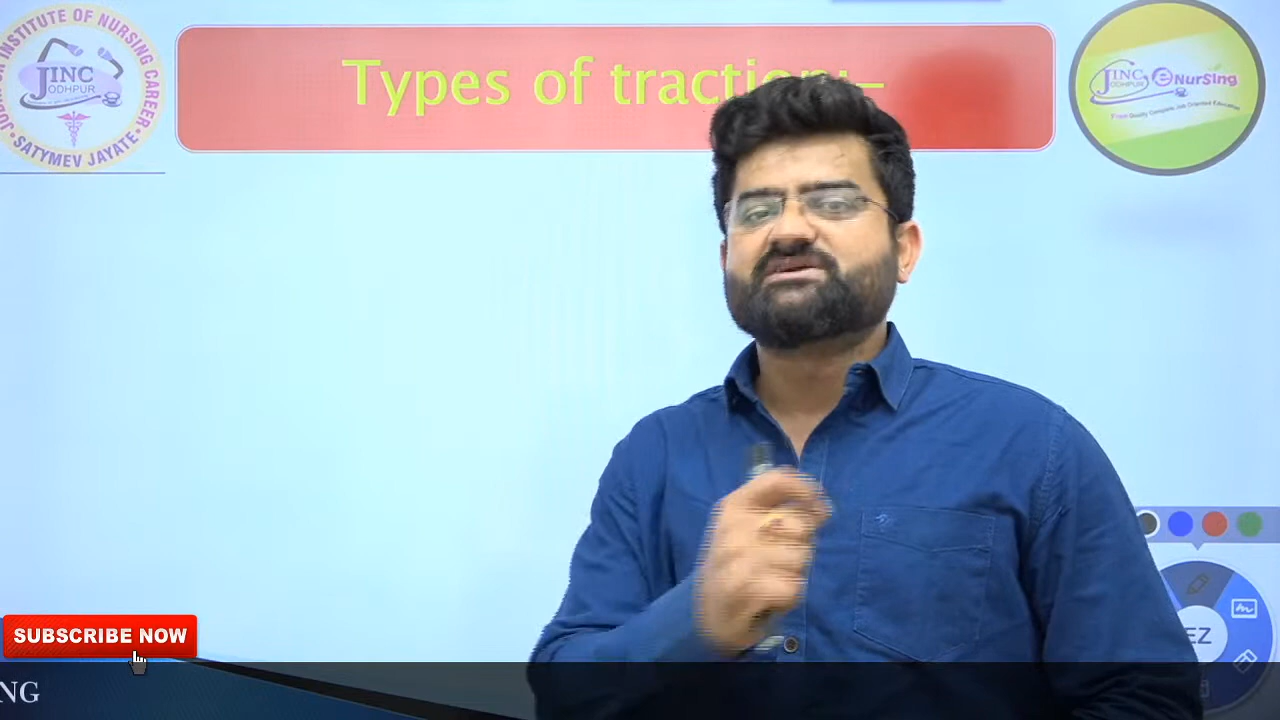 INSTITUTE OF NURSING CAREER
JINC
JODHPUR
SATYMEV JAYATE
Types of traction:-
JINC
JODHPUR
eNursing
SUBSCRIBE NOW
NG
EZ